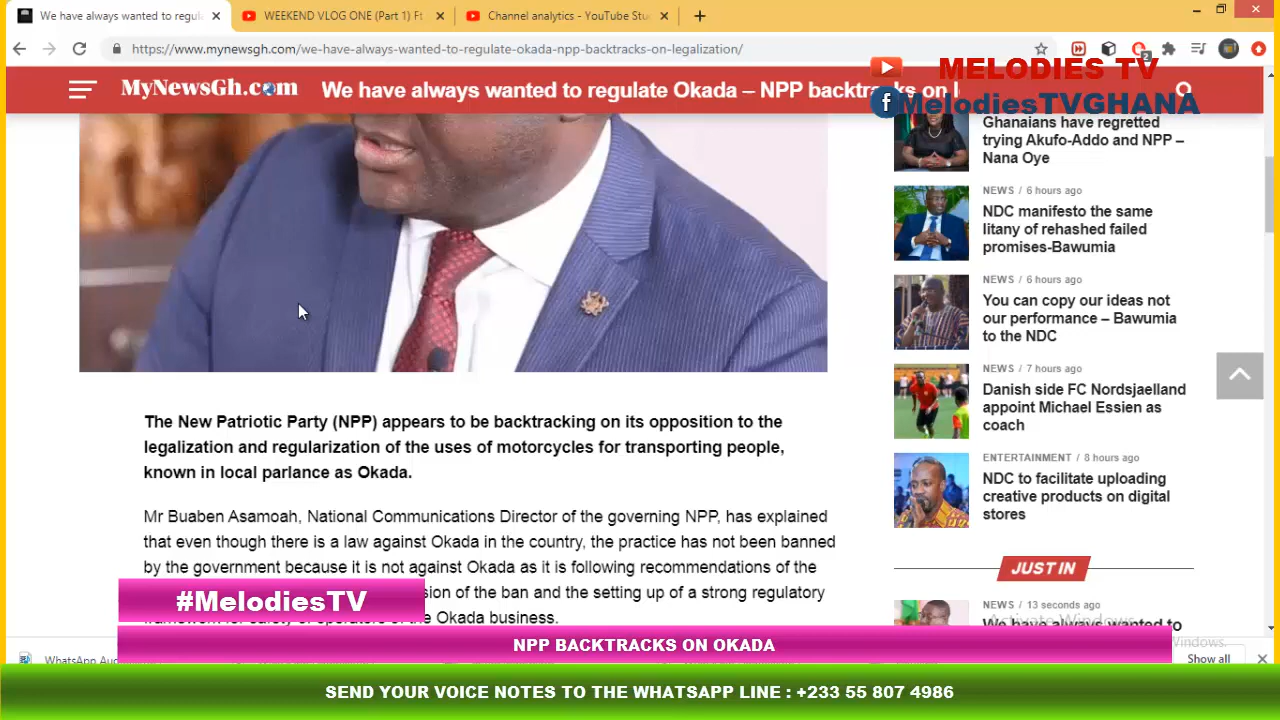 We have always wanted to regula
WEEKEND VLOG ONE (Part 1) Ft
Channel analytics - YouTube Stu
https://www.mynewsgh.com/we-have-always-wanted-to-regulate-okada-npp-backtracks-on-legalization/
2
MELODIES TV
MyNewsGh.com
We have always wanted to regulate Okada – NPP backtracks on l
MelodiesTVGHANA
Ghanaians have regretted
trying Akufo-Addo and NPP –
Nana Oye
NEWS / 6 hours ago
NDC manifesto the same
litany of rehashed failed
promises-Bawumia
NEWS / 6 hours ago
You can copy our ideas not
our performance – Bawumia
to the NDC
NEWS / 7 hours ago
Danish side FC Nordsjaelland
appoint Michael Essien as
coach
ENTERTAINMENT / 8 hours ago
NDC to facilitate uploading
creative products on digital
stores
JUST IN
NEWS / 13 seconds ago
We have always wanted to
The New Patriotic Party (NPP) appears to be backtracking on its opposition to the
legalization and regularization of the uses of motorcycles for transporting people,
known in local parlance as Okada.
Mr Buaben Asamoah, National Communications Director of the governing NPP, has explained
that even though there is a law against Okada in the country, the practice has not been banned
by the government because it is not against Okada as it is following recommendations of the
sion of the ban and the setting up of a strong regulatory
Okada business.
#MelodiesTV
Activate Windows
Windows.
NPP BACKTRACKS ON OKADA
WhatsApp Au
Show all
SEND YOUR VOICE NOTES TO THE WHATSAPP LINE : +233 55 807 4986